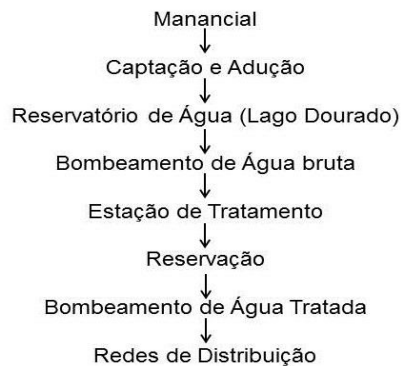 Manancial
Captação e Adução
Reservatório de Água (Lago Dourado)
Bombeamento de Água bruta
Estação de Tratamento
Reservação
Bombeamento de Água Tratada
Redes de Distribuição